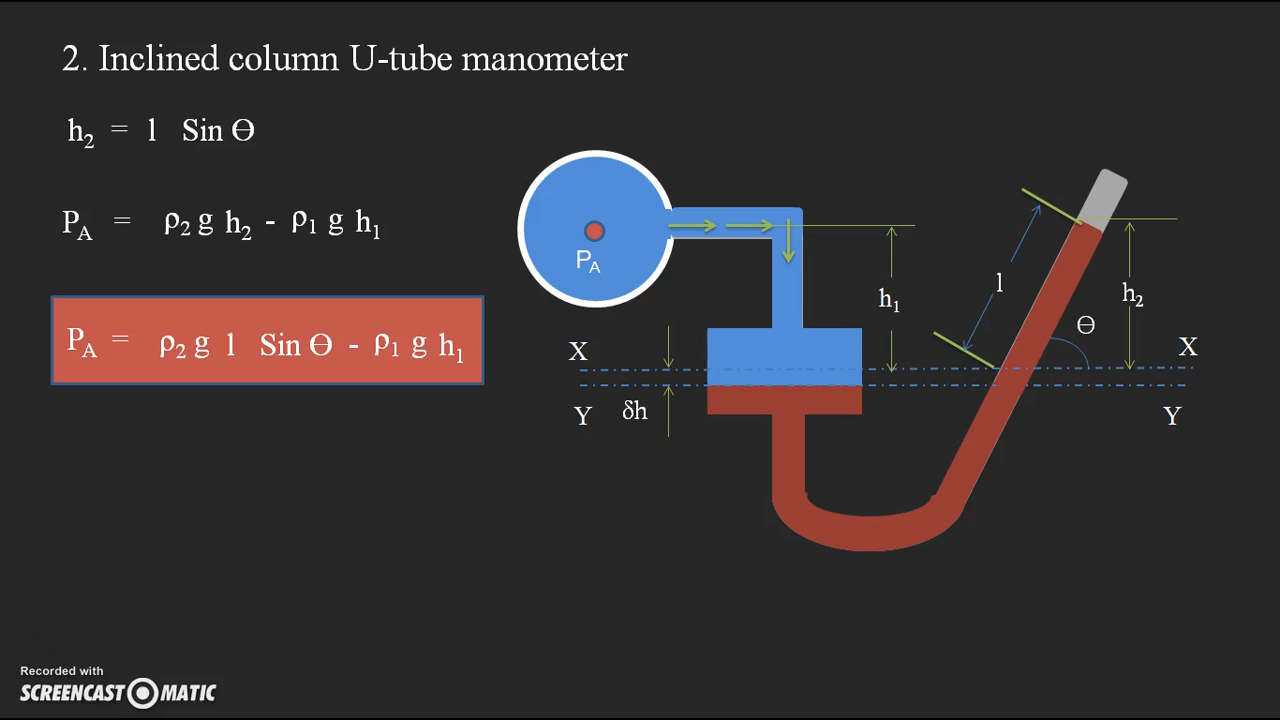 2. Inclined column U-tube manometer
h₂ = l Sin Ө
P_A = ρ₂ g h₂ - ρ₁ g h₁
P_A = ρ₂ g l Sin Ө - ρ₁ g h₁
P_A
h₁
l
h₂
Ө
X
X
Y
δh
Y
Recorded with
SCREENCAST MATIC